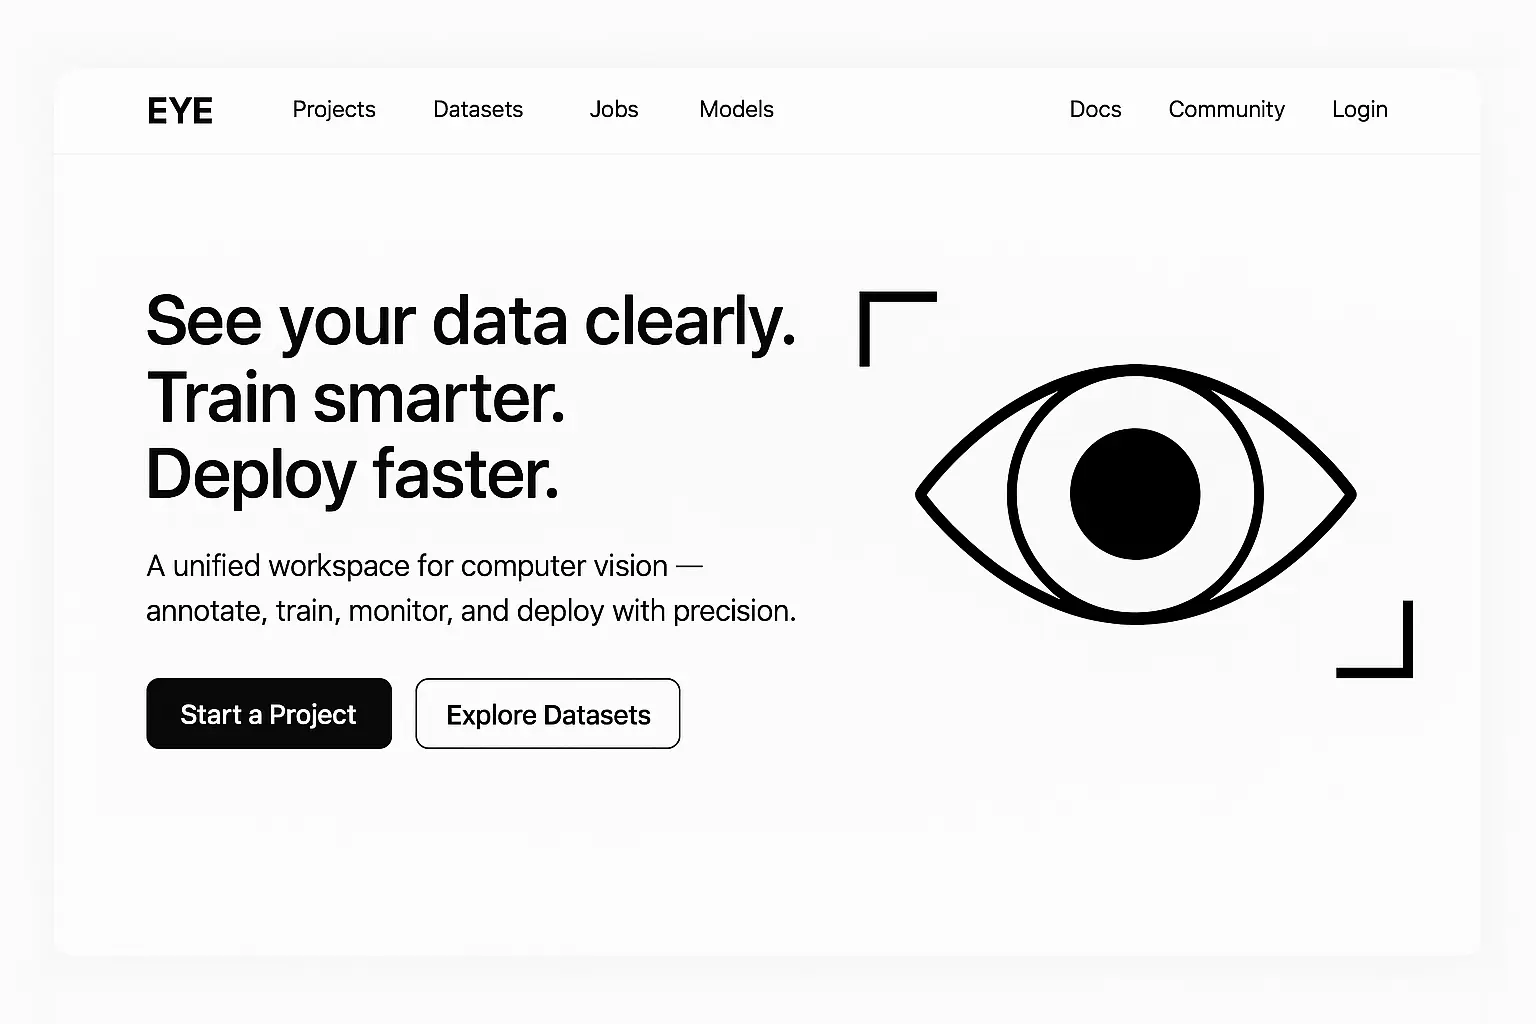 EYE Projects Datasets Jobs Models Docs Community Login
See your data clearly.
Train smarter.
Deploy faster.
A unified workspace for computer vision —
annotate, train, monitor, and deploy with precision.
Start a Project Explore Datasets